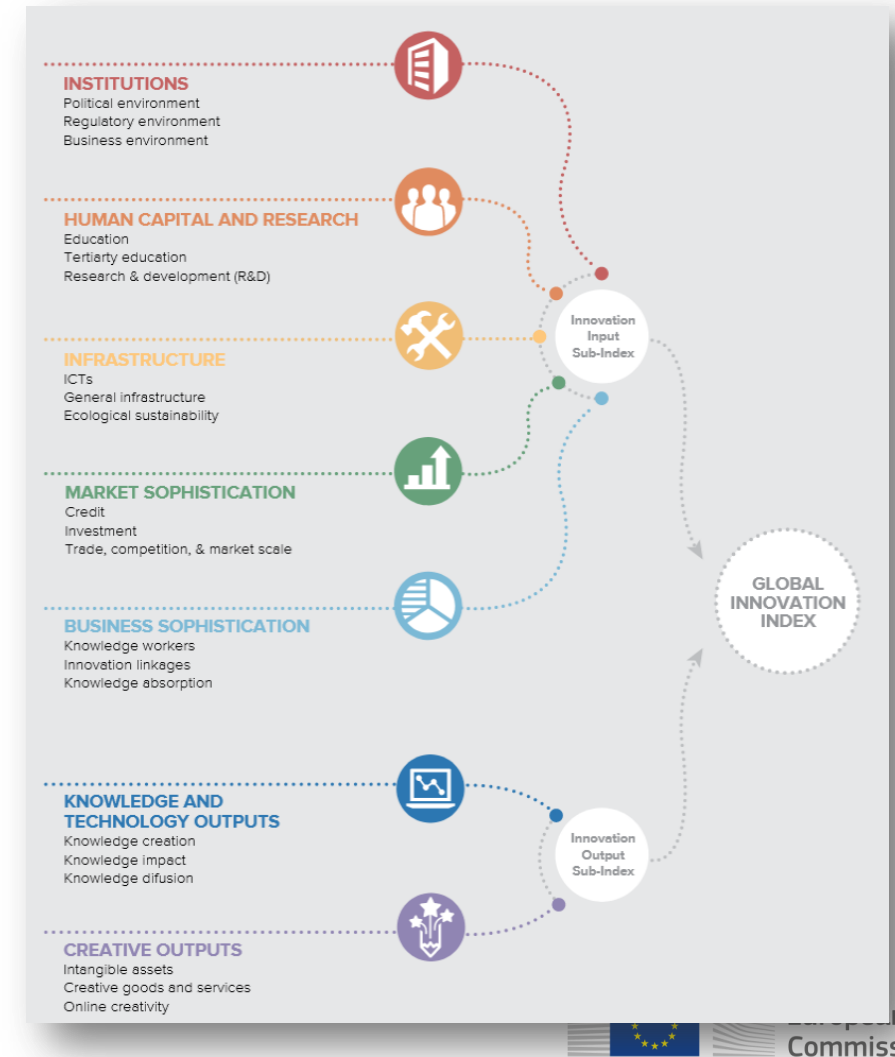 INSTITUTIONS
Political environment
Regulatory environment
Business environment
HUMAN CAPITAL AND RESEARCH
Education
Tertiarty education
Research & development (R&D)
Innovation
Input
Sub-Index
INFRASTRUCTURE
ICTs
General infrastructure
Ecological sustainability
MARKET SOPHISTICATION
Credit
Investment
Trade, competition, & market scale
GLOBAL
INNOVATION
INDEX
BUSINESS SOPHISTICATION
Knowledge workers
Innovation linkages
Knowledge absorption
KNOWLEDGE AND
TECHNOLOGY OUTPUTS
Knowledge creation
Knowledge impact
Knowledge difusion
Innovation
Output
Sub-Index
CREATIVE OUTPUTS
Intangible assets
Creative goods and services
Online creativity